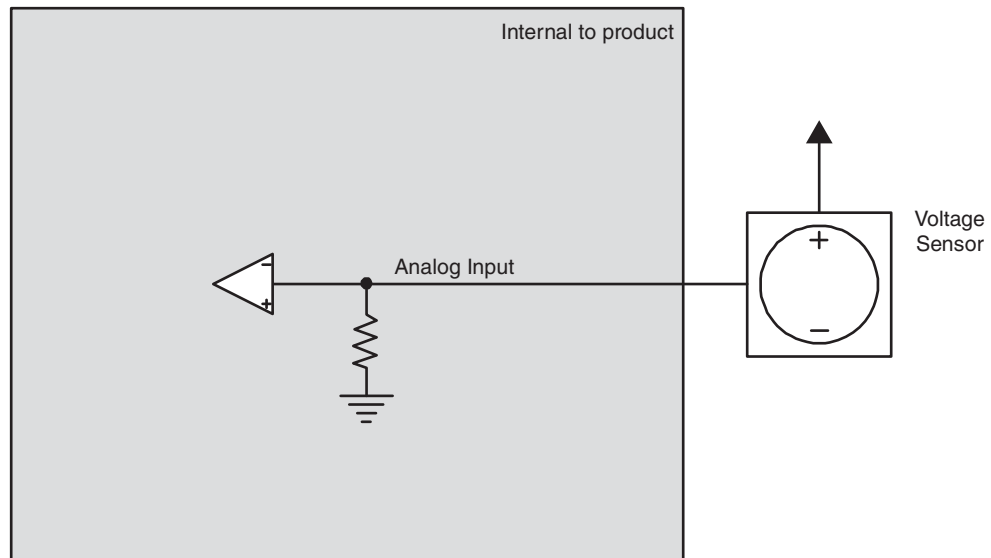 Internal to product
Voltage
Sensor
Analog Input
+
−
−
+